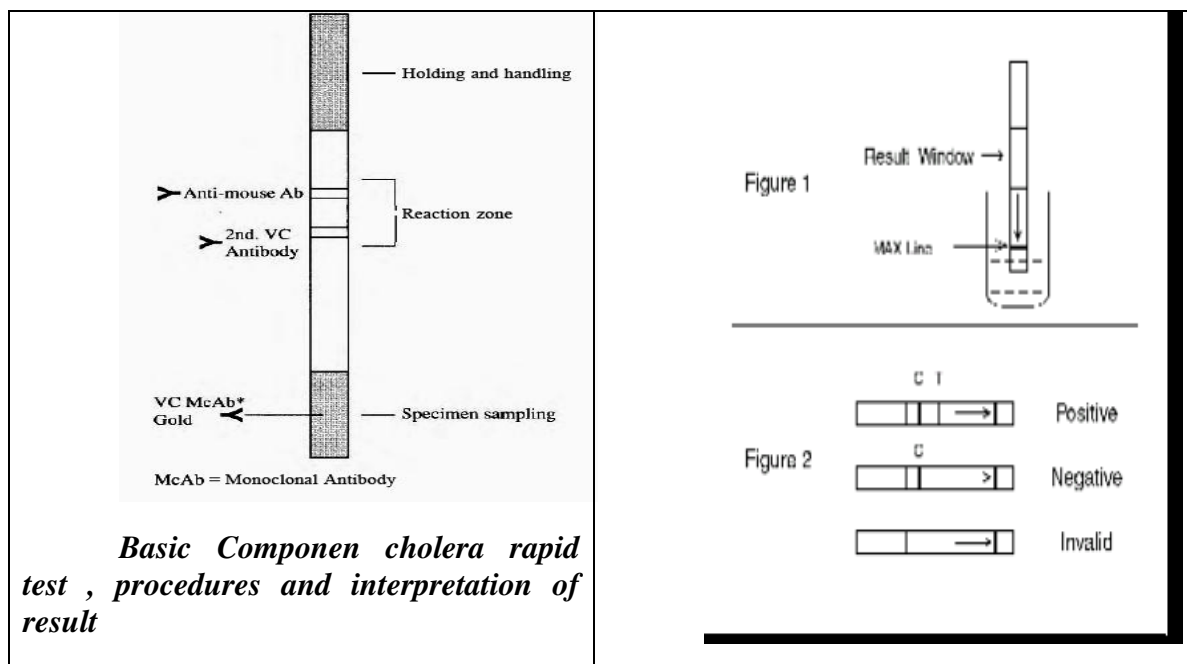 Holding and handling
Anti-mouse Ab
Reaction zone
2nd. VC
Antibody
VC McAb*
Gold
Specimen sampling
McAb = Monoclonal Antibody
Basic Componen cholera rapid
test , procedures and interpretation of
result
Result Window
Figure 1
MAX Line
C T
Positive
C
Figure 2
Negative
Invalid